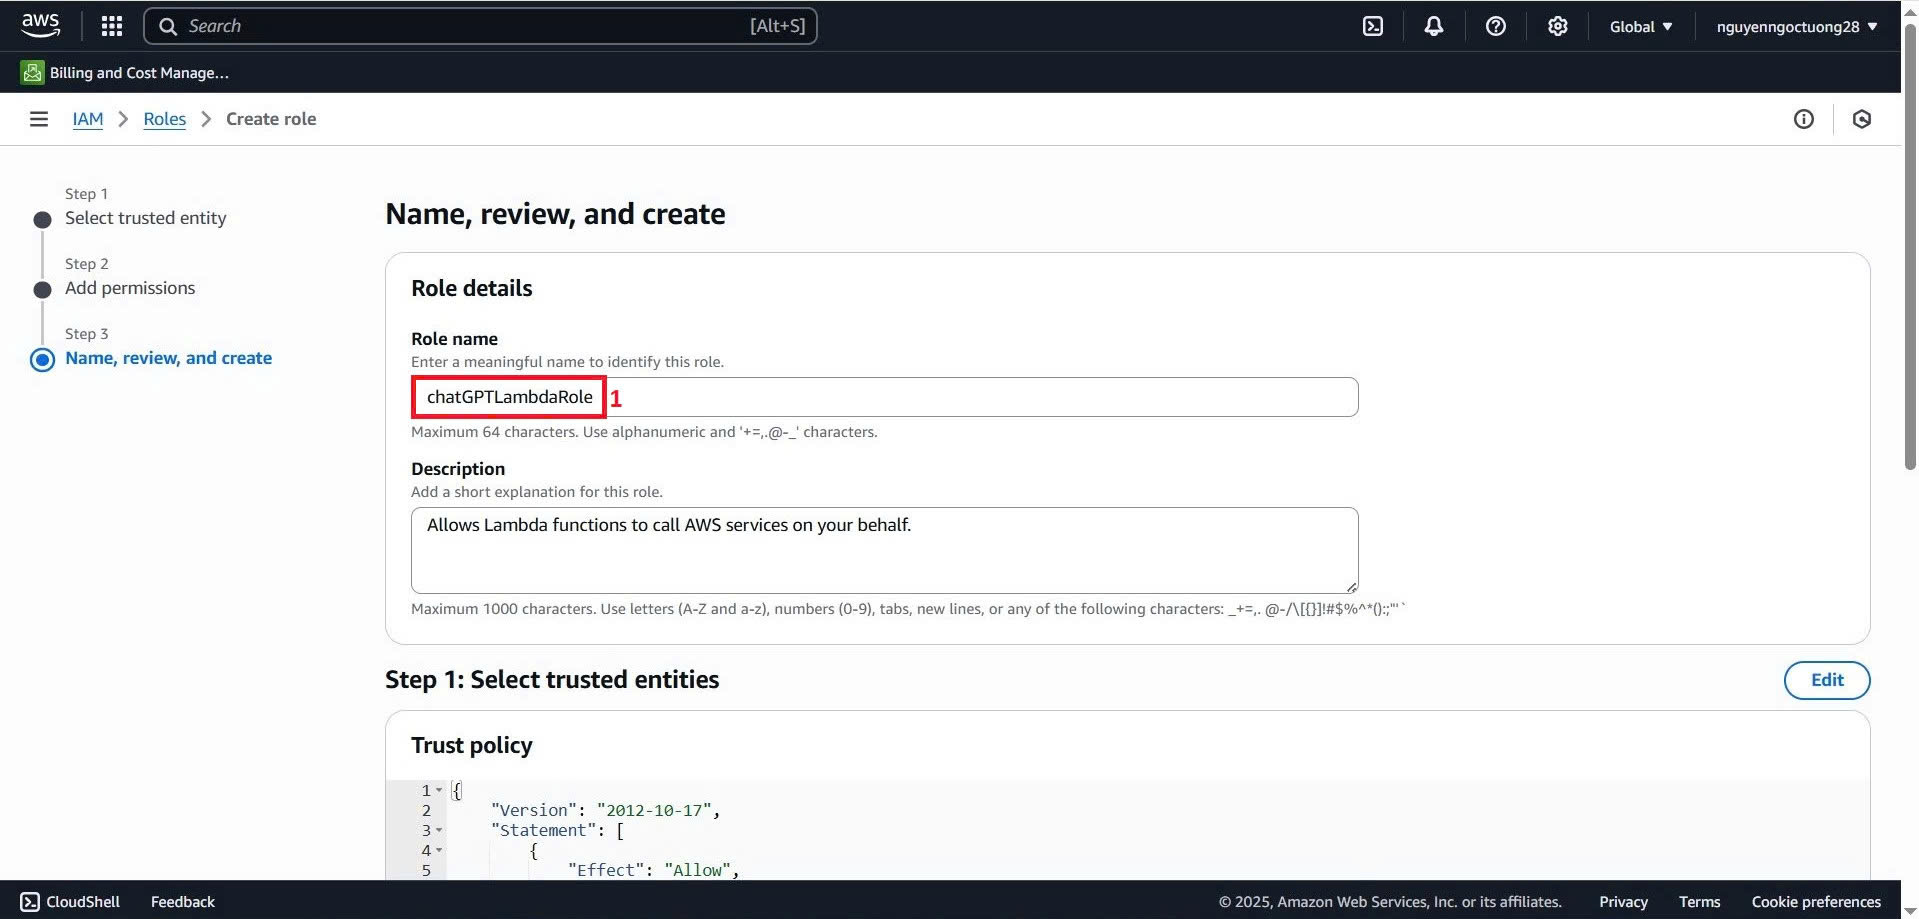 aws
Search [Alt+S]
Global
nguyenngoctuong28
Billing and Cost Manage...
IAM > Roles > Create role
Step 1
Select trusted entity
Step 2
Add permissions
Step 3
Name, review, and create
Name, review, and create
Role details
Role name
Enter a meaningful name to identify this role.
chatGPTLambdaRole 1
Maximum 64 characters. Use alphanumeric and '+=,.@-_' characters.
Description
Add a short explanation for this role.
Allows Lambda functions to call AWS services on your behalf.
Maximum 1000 characters. Use letters (A-Z and a-z), numbers (0-9), tabs, new lines, or any of the following characters: _+=,. @-/\[{}]!#$%^*();:"'`
Step 1: Select trusted entities
Edit
Trust policy
1 {
2 "Version": "2012-10-17",
3 "Statement": [
4 {
5 "Effect": "Allow",
CloudShell Feedback © 2025, Amazon Web Services, Inc. or its affiliates. Privacy Terms Cookie preferences